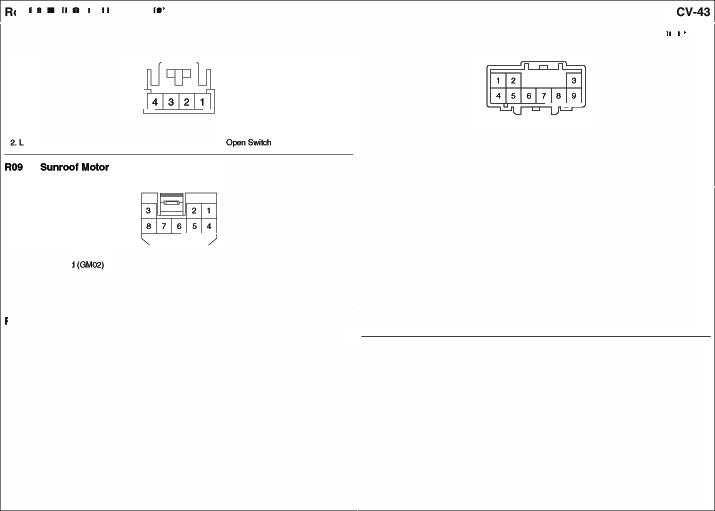 CV-43
4 3 2 1
2. L Open Switch
R09 Sunroof Motor
3 2 1
8 7 6 5 4
(GM02)
1 2 3
4 5 6 7 8 9